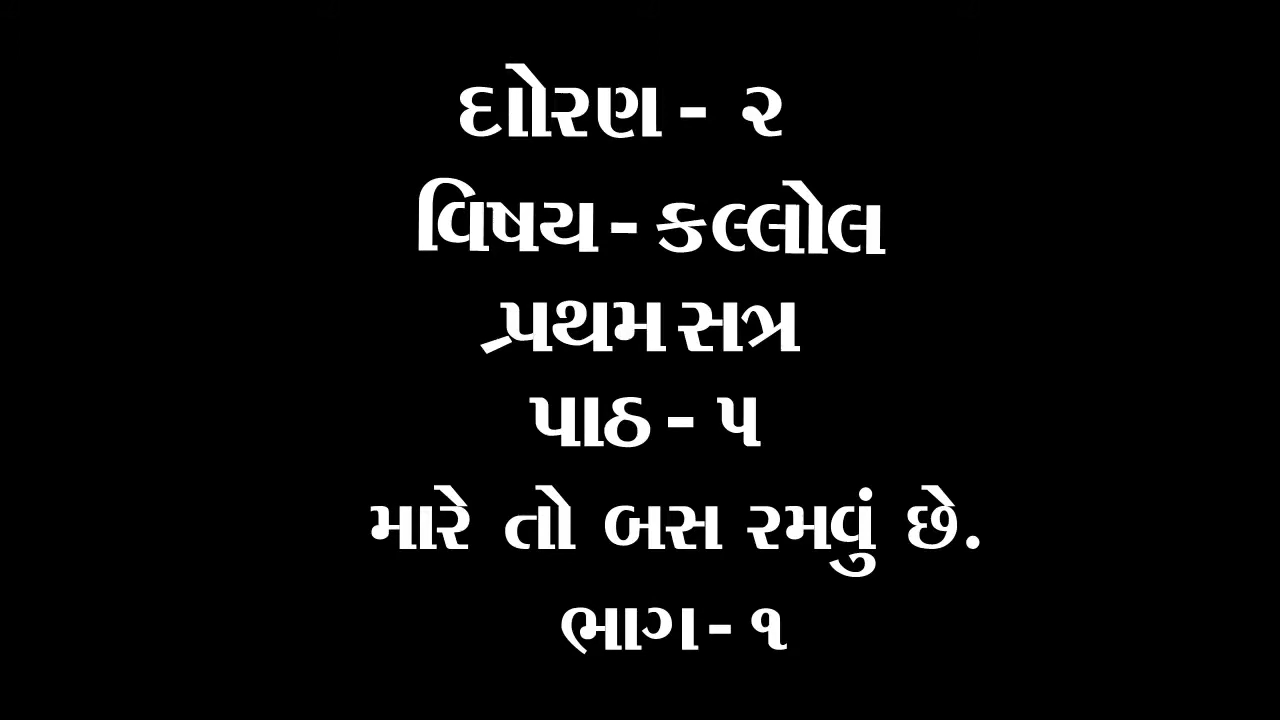 ધોરણ - ૨
વિષય - કલ્લોલ
પ્રથમ સત્ર
પાઠ - ૫
મારે તો બસ રમવું છે.
ભાગ - ૧